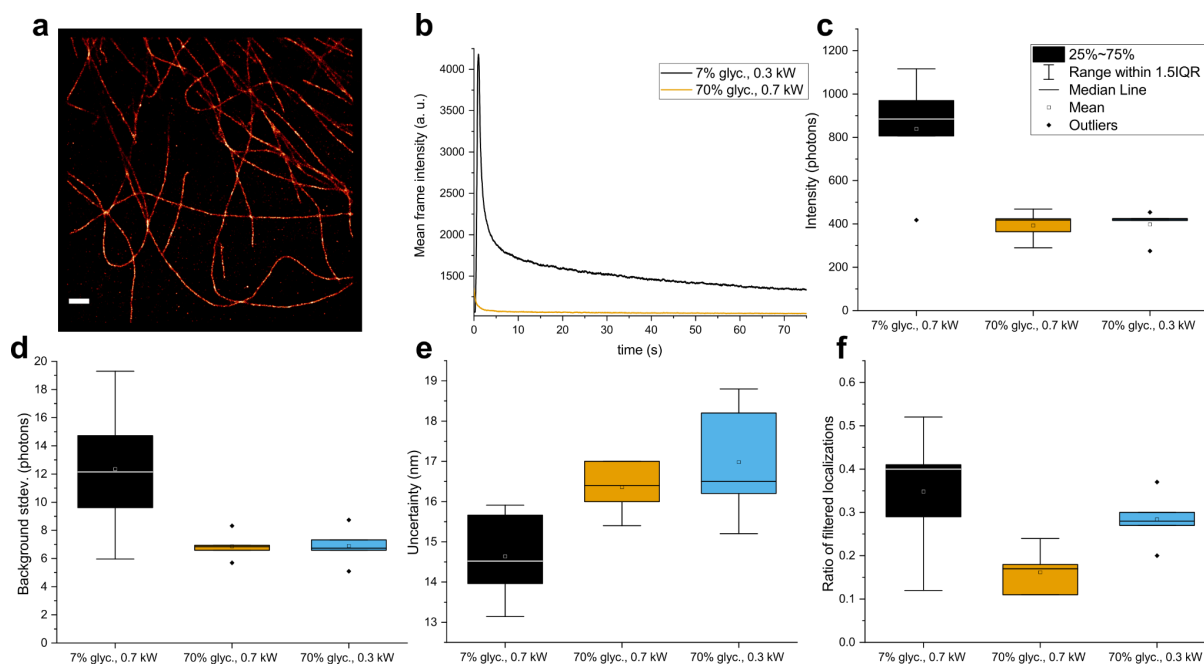 a
b
4000
3500
3000
2500
2000
1500
Mean frame intensity (a. u.)
7% glyc., 0.3 kW
70% glyc., 0.7 kW
0
10
20
30
40
50
60
70
time (s)
c
1200
1000
800
600
400
200
0
Intensity (photons)
25%~75%
Range within 1.5IQR
Median Line
Mean
Outliers
7% glyc., 0.7 kW
70% glyc., 0.7 kW
70% glyc., 0.3 kW
d
20
18
16
14
12
10
8
6
4
2
0
Background stdev. (photons)
7% glyc., 0.7 kW
70% glyc., 0.7 kW
70% glyc., 0.3 kW
e
19
18
17
16
15
14
13
Uncertainty (nm)
7% glyc., 0.7 kW
70% glyc., 0.7 kW
70% glyc., 0.3 kW
f
0.6
0.5
0.4
0.3
0.2
0.1
0.0
Ratio of filtered localizations
7% glyc., 0.7 kW
70% glyc., 0.7 kW
70% glyc., 0.3 kW